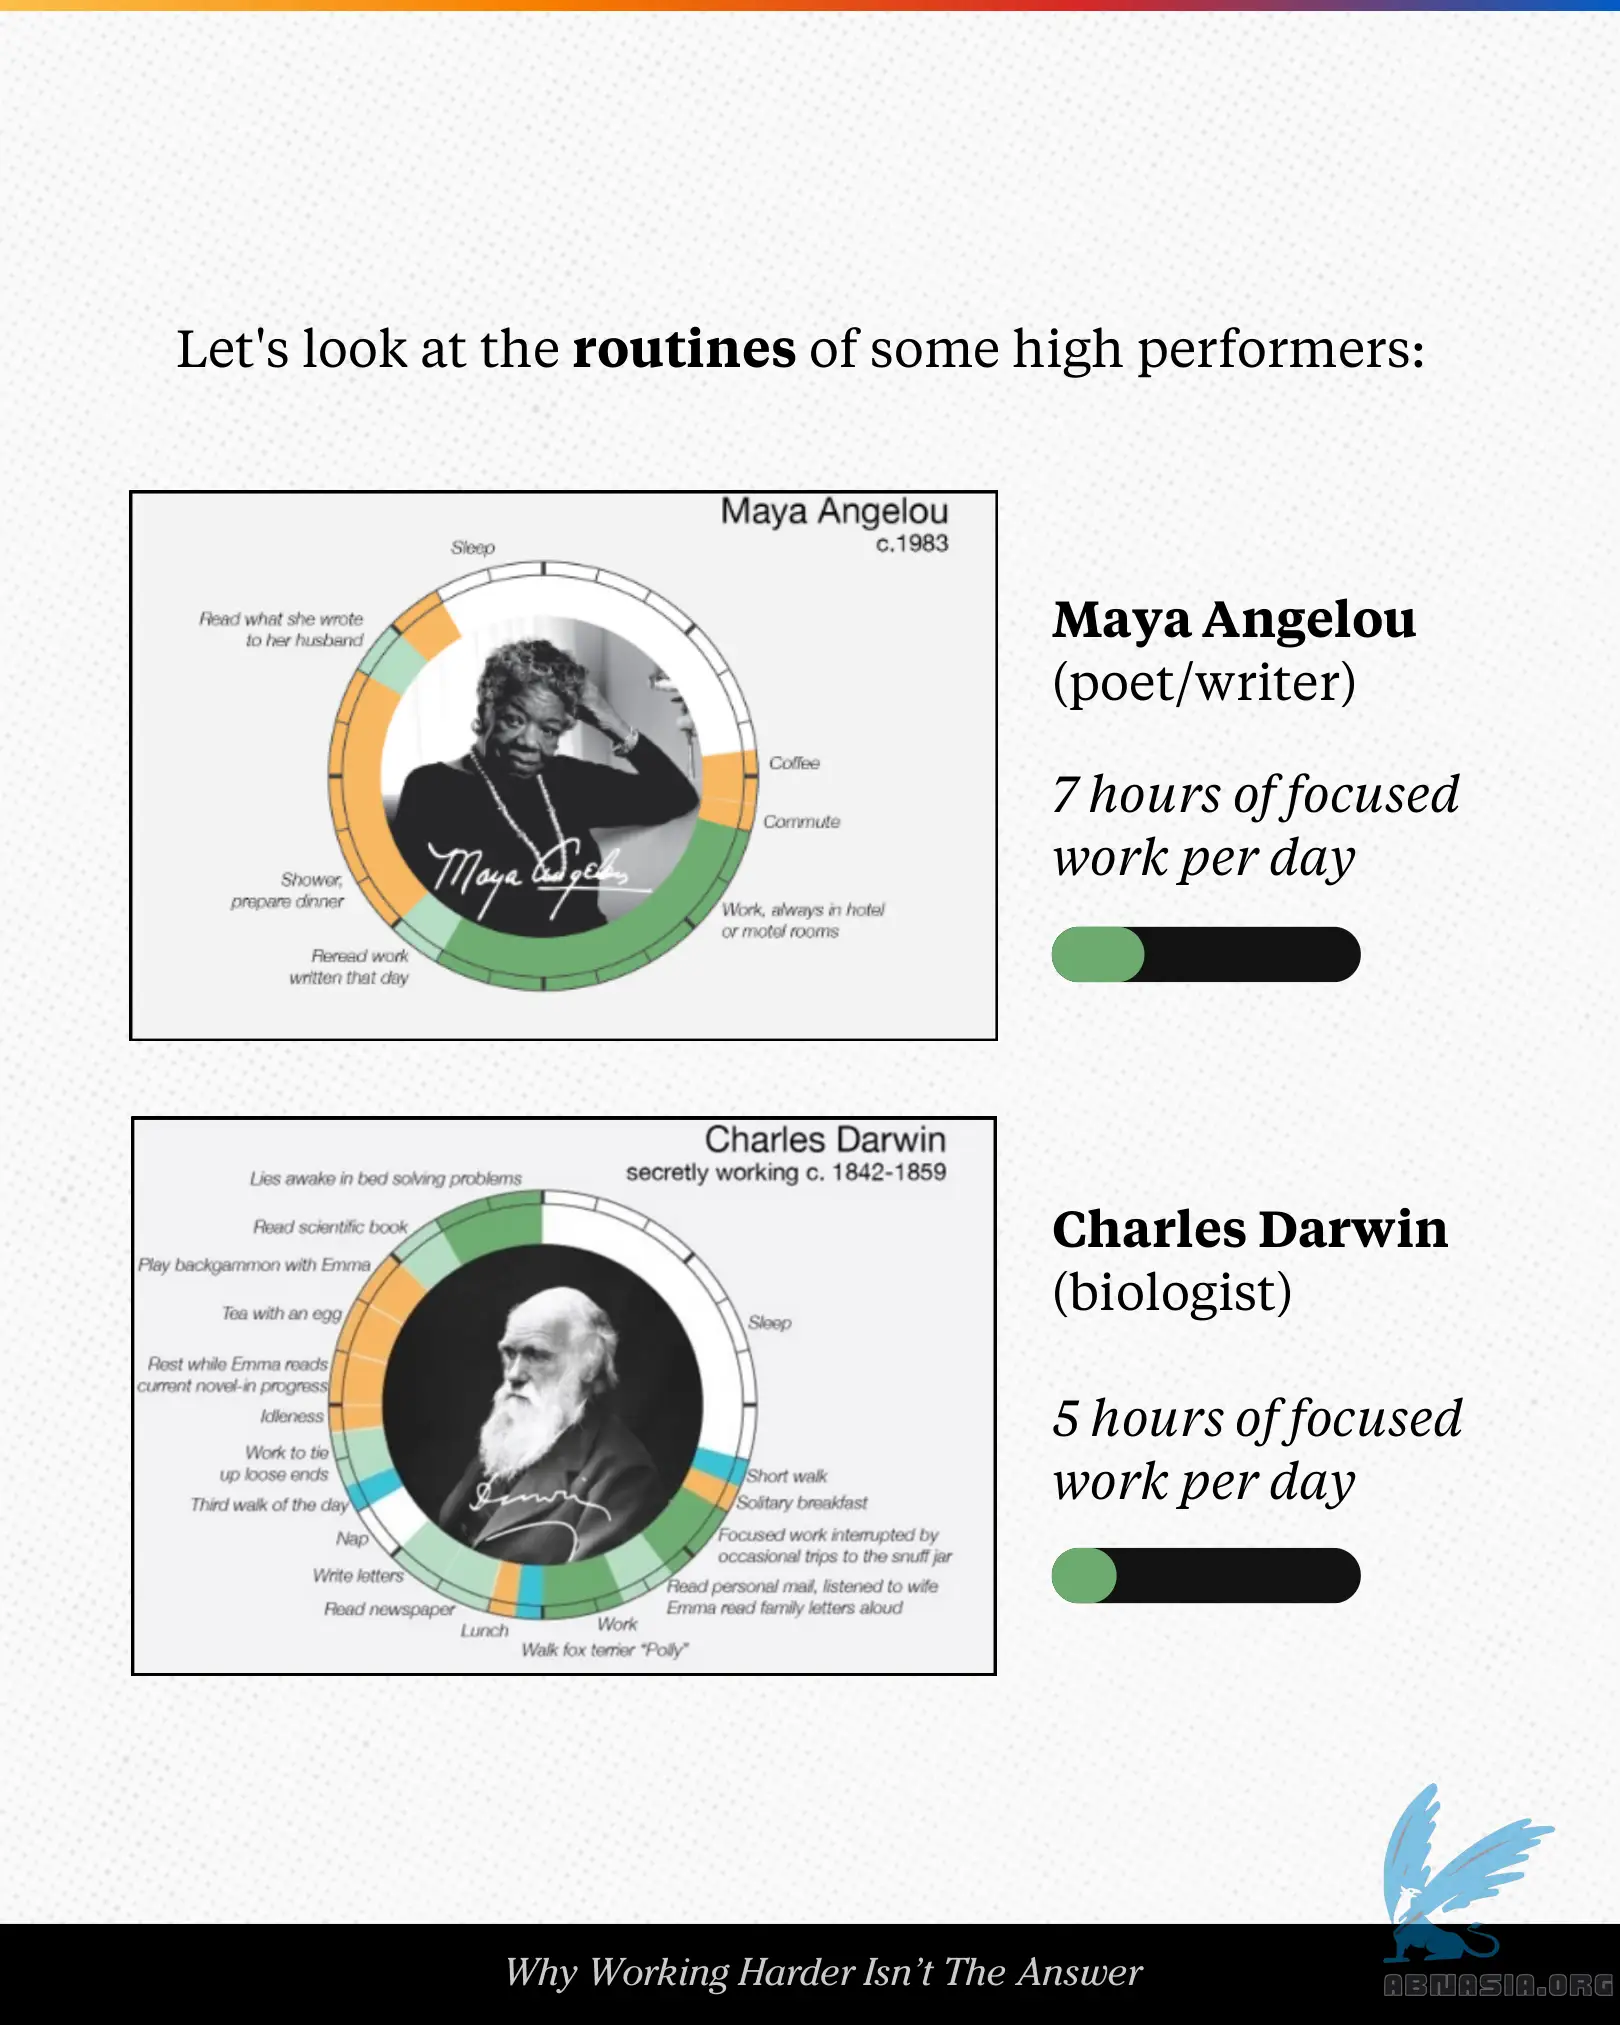 Let's look at the routines of some high performers:
Maya Angelou
c.1983
Sleep
Read what she wrote
to her husband
Coffee
Commute
Shower,
prepare dinner
Work, always in hotel
or motel rooms
Reread work
written that day
Maya Angelou
Maya Angelou
(poet/writer)
7 hours of focused
work per day
Charles Darwin
secretly working c. 1842-1859
Lies awake in bed solving problems
Read scientific book
Play backgammon with Emma
Tea with an egg
Rest while Emma reads
current novel-in progress
Idleness
Work to tie
up loose ends
Third walk of the day
Nap
Write letters
Read newspaper
Lunch
Walk fox terrier “Polly”
Work
Read personal mail, listened to wife
Emma read family letters aloud
Focused work interrupted by
occasional trips to the snuff jar
Solitary breakfast
Short walk
Sleep
Charles Darwin
(biologist)
5 hours of focused
work per day
Why Working Harder Isn’t The Answer
ABNASIA.ORG